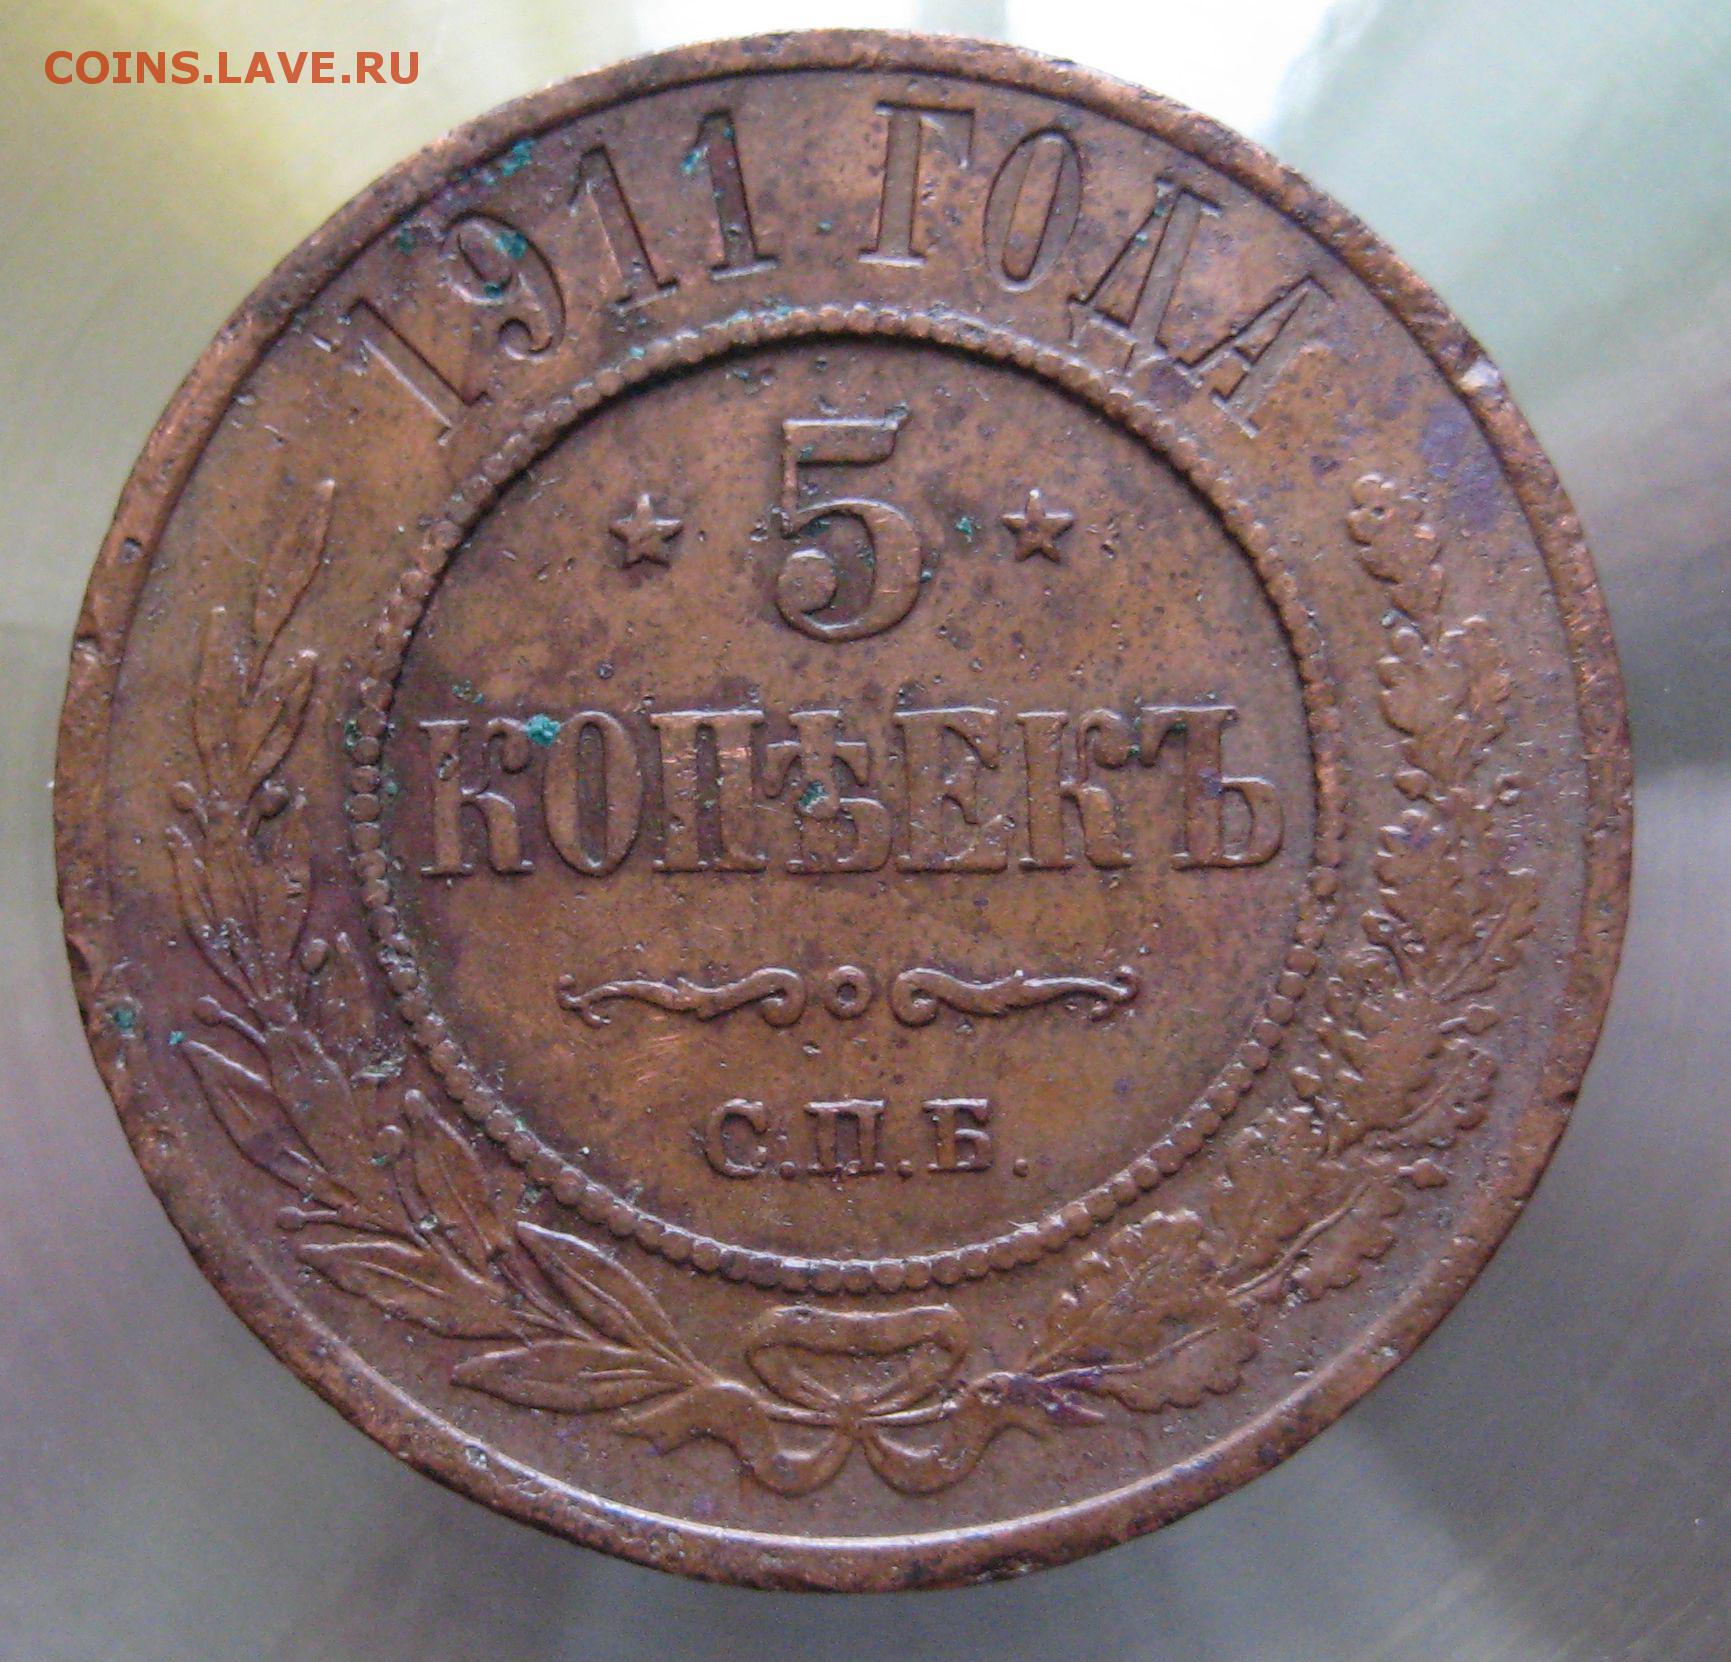 COINS.LAVE.RU
1911 ГОДА
5
КОПѢЕКЪ
С.П.Б.